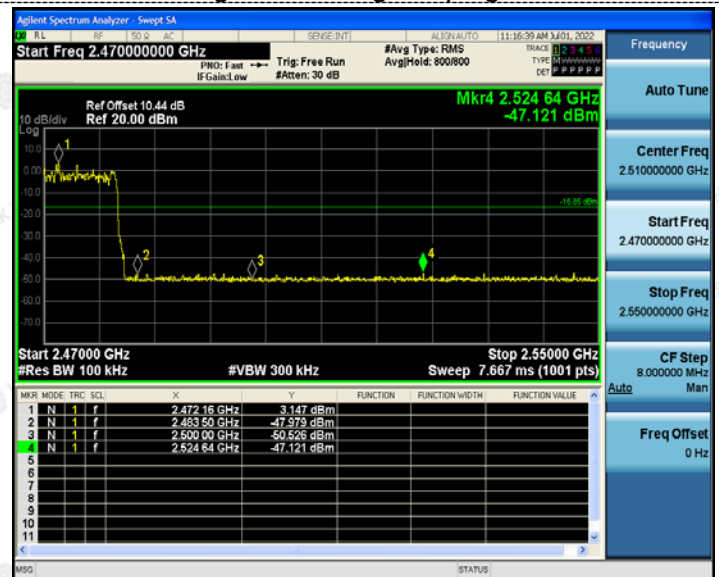 Agilent Spectrum Analyzer - Swept SA
RL RF 50 Ω AC SENSE:INT ALIGNAUTO 11:16:39 AM Jul 01, 2022
Start Freq 2.470000000 GHz
PNO: Fast
IFGain:Low
Trig: Free Run
#Atten: 30 dB
#Avg Type: RMS
Avg|Hold: 800/800
TRACE 1 2 3 4 5 6
TYPE M WWWWW
DET P P P P P P
Ref Offset 10.44 dB
10 dB/div Ref 20.00 dBm
Log
Mkr4 2.524 64 GHz
-47.121 dBm
10.0
0.00
-10.0
-20.0
-30.0
-40.0
-50.0
-60.0
-70.0
1
2
3
4
-16.85 dBm
Start 2.47000 GHz Stop 2.55000 GHz
#Res BW 100 kHz #VBW 300 kHz Sweep 7.667 ms (1001 pts)
MKR MODE TRC SCL X Y FUNCTION FUNCTION WIDTH FUNCTION VALUE
1 N 1 f 2.472 16 GHz 3.147 dBm
2 N 1 f 2.483 50 GHz -47.979 dBm
3 N 1 f 2.500 00 GHz -50.526 dBm
4 N 1 f 2.524 64 GHz -47.121 dBm
5
6
7
8
9
10
11
MSG STATUS
Frequency
Auto Tune
Center Freq
2.510000000 GHz
Start Freq
2.470000000 GHz
Stop Freq
2.550000000 GHz
CF Step
8.000000 MHz
Auto Man
Freq Offset
0 Hz